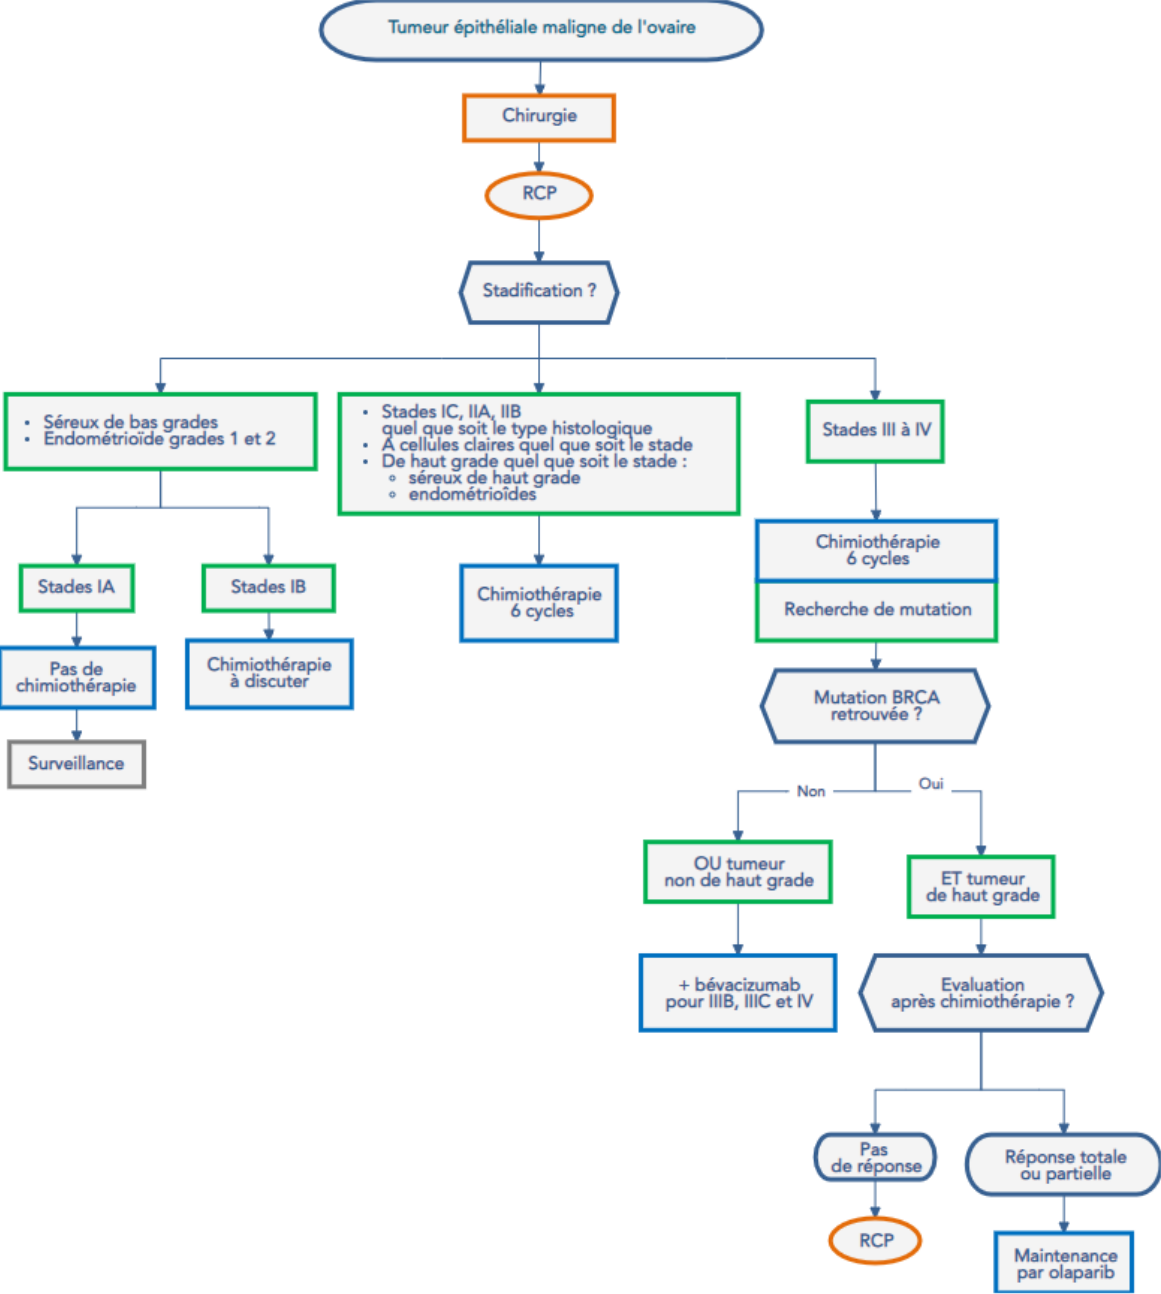 Tumeur épithéliale maligne de l'ovaire
Chirurgie
RCP
Stadification ?
• Séreux de bas grades
• Endométrioïde grades 1 et 2
Stades IA
Pas de
chimiothérapie
Surveillance
Stades IB
Chimiothérapie
à discuter
• Stades IC, IIA, IIB
quel que soit le type histologique
• A cellules claires quel que soit le stade
• De haut grade quel que soit le stade :
◦ séreux de haut grade
◦ endométrioîdes
Chimiothérapie
6 cycles
Stades III à IV
Chimiothérapie
6 cycles
Recherche de mutation
Mutation BRCA
retrouvée ?
Non
Oui
OU tumeur
non de haut grade
+ bévacizumab
pour IIIB, IIIC et IV
ET tumeur
de haut grade
Evaluation
après chimiothérapie ?
Pas
de réponse
RCP
Réponse totale
ou partielle
Maintenance
par olaparib